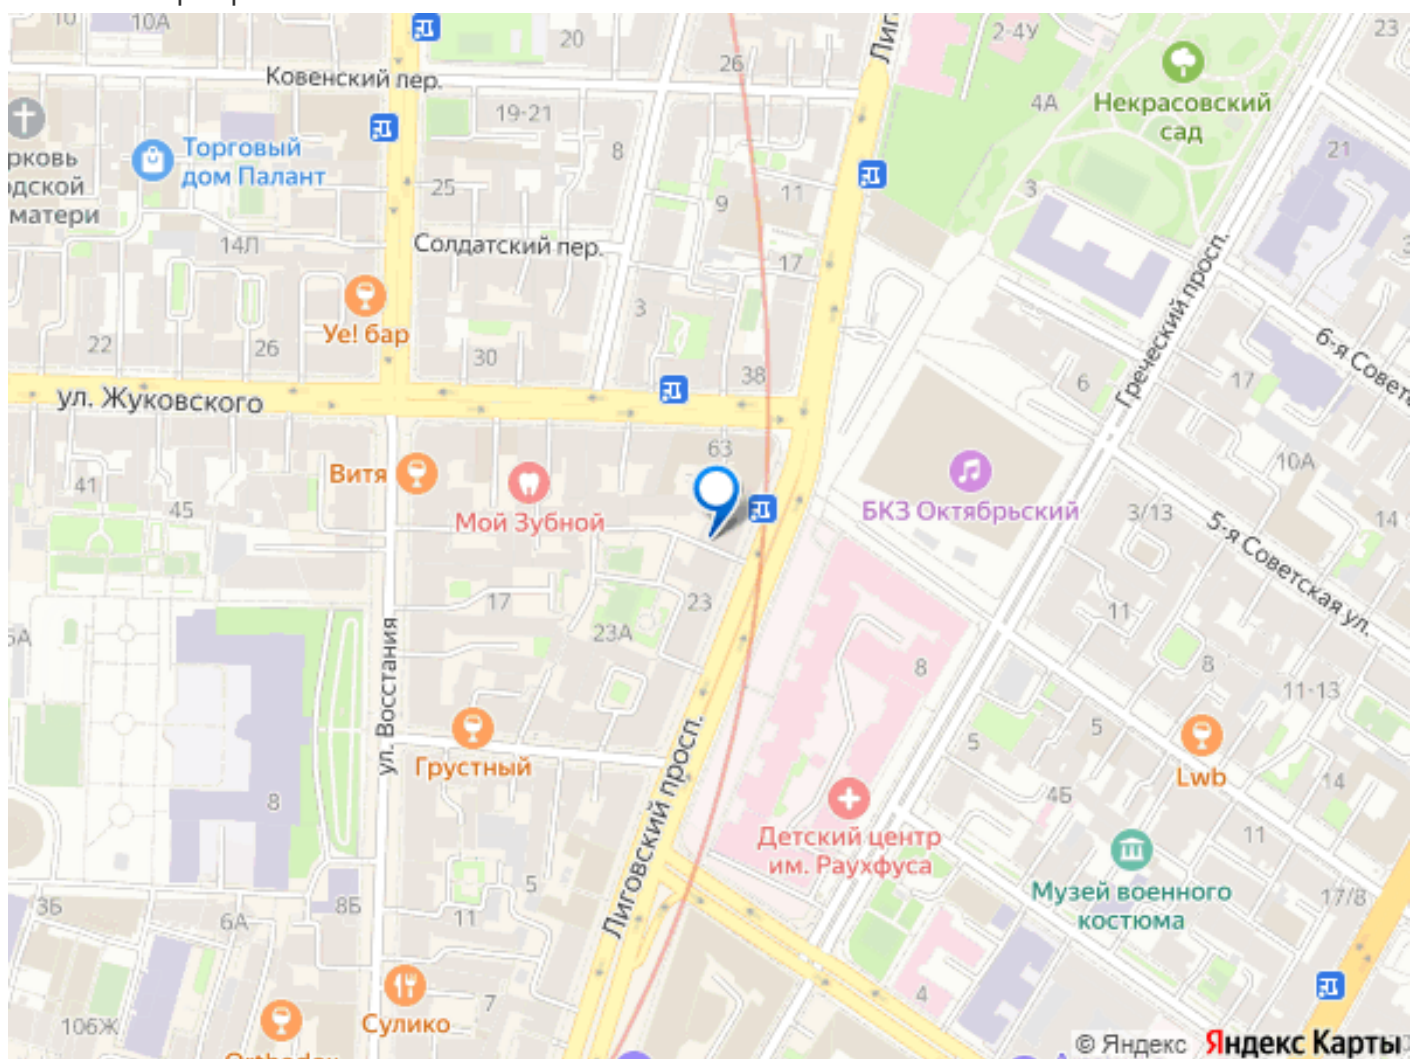 10
10А
20
26
2-4У
23
Лиг
Ковенский пер.
19-21
4А
Некрасовский
сад
рковь
одской
матери
Торговый
дом Палант
8
21
25
9
11
3
14Л
Солдатский пер.
17
Греческий просп.
22
26
Уе! бар
30
3
38
6
17
6-я Совета
ул. Жуковского
63
10А
41
45
Витя
Мой Зубной
БКЗ Октябрьский
3/13
14
5-я Советская ул.
17
23
23А
11
8
8
11-13
5А
ул. Восстания
Грустный
Лиговский просп.
5
5
Lwb
14
8
4Б
Детский центр
им. Раухфуса
11
Музей военного
костюма
17/8
3Б
6А
8Б
11
5
106Ж
Сулико
7
4
© Яндекс Яндекс Карты